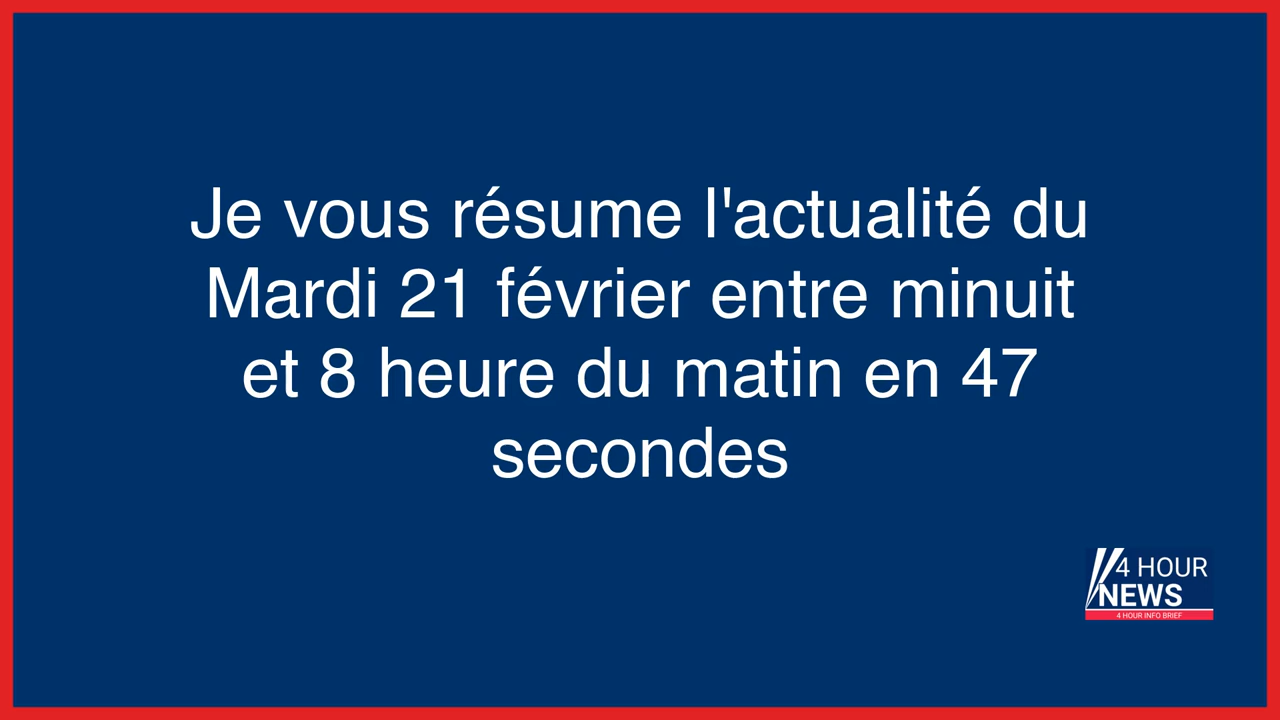 Je vous résume l'actualité du
Mardi 21 février entre minuit
et 8 heure du matin en 47
secondes
4 HOUR
NEWS
4 HOUR INFO BRIEF